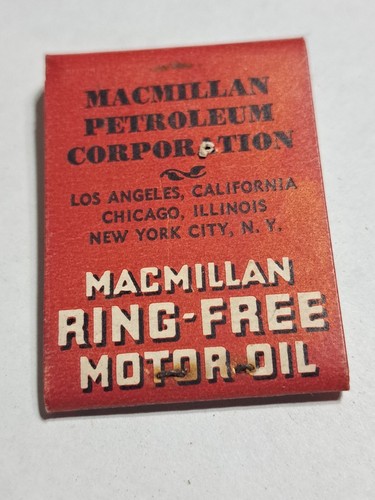 MACMILLAN
PETROLEUM
CORPORATION
LOS ANGELES, CALIFORNIA
CHICAGO, ILLINOIS
NEW YORK CITY, N. Y.
MACMILLAN
RING-FREE
MOTOR OIL